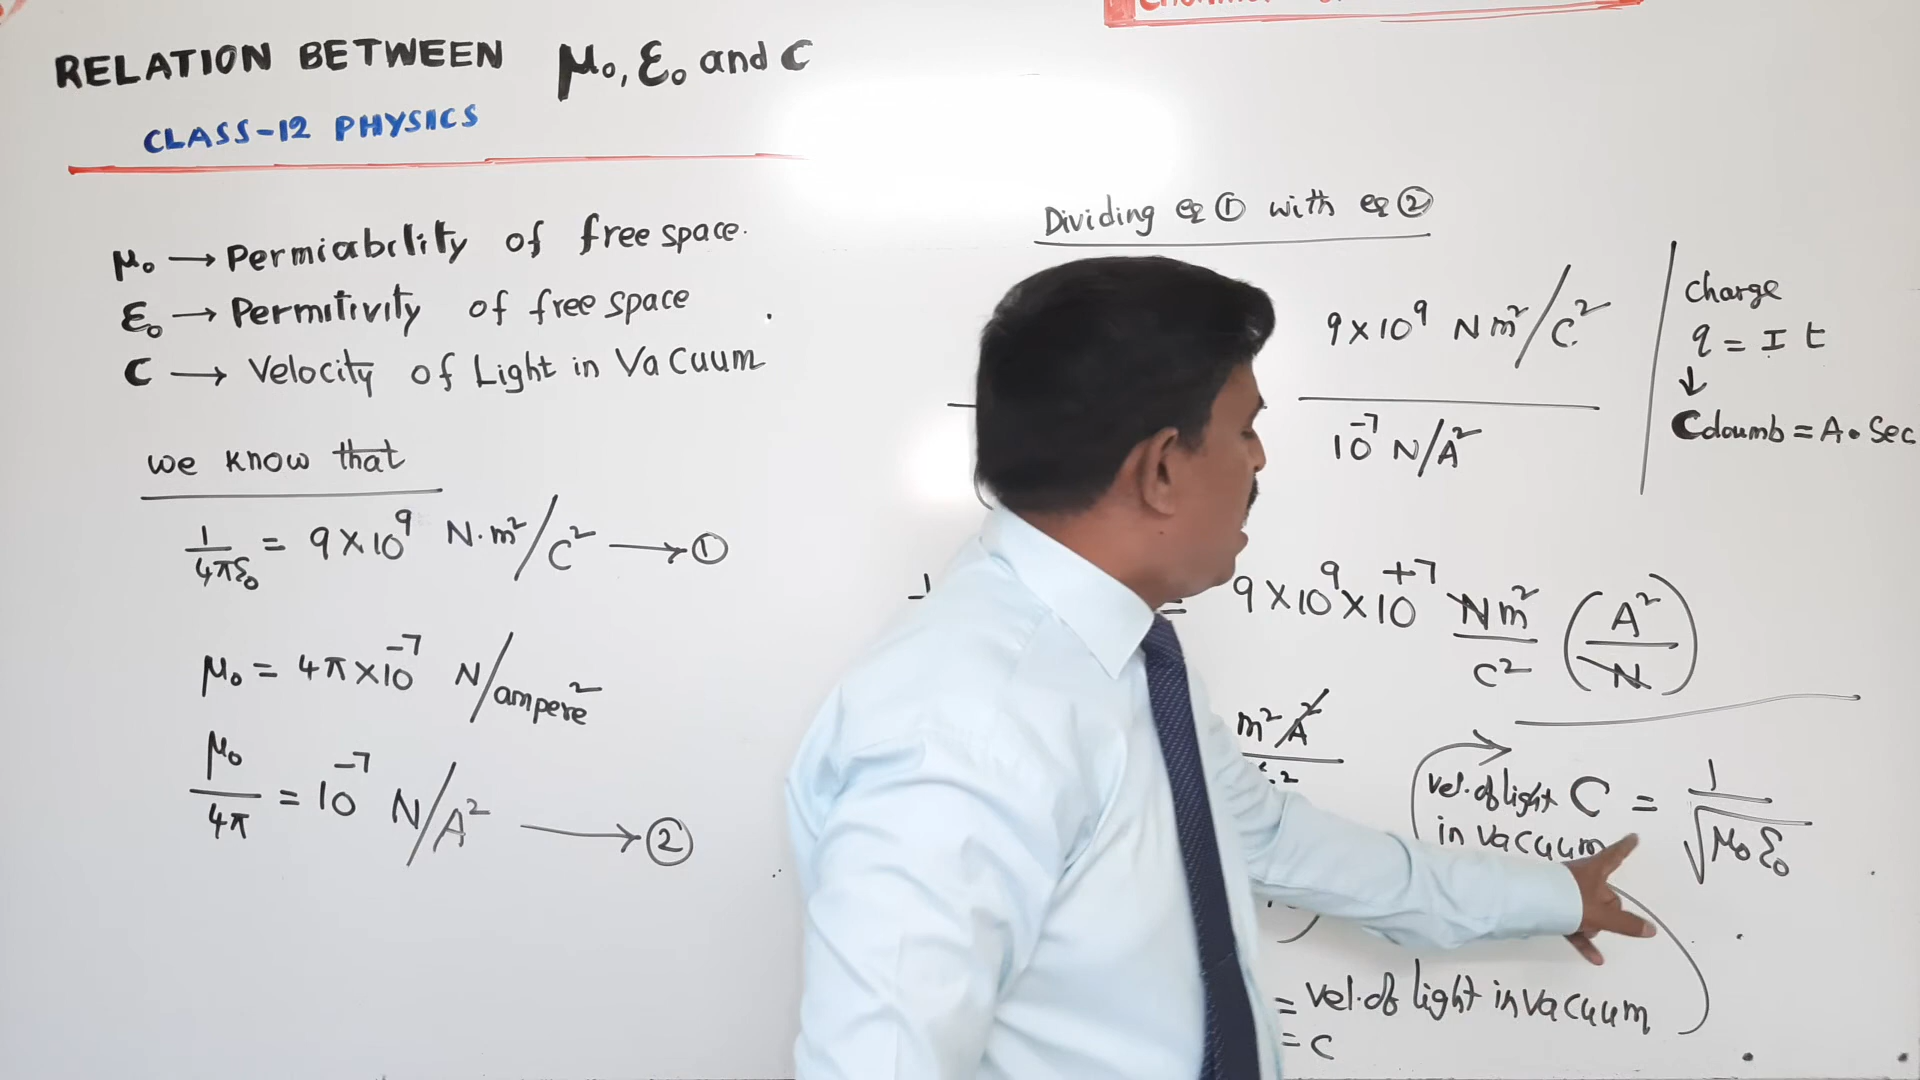 RELATION BETWEEN μ₀, ε₀ and C
CLASS-12 PHYSICS
μ₀ → Permiability of free space.
ε₀ → Permitivity of free space
C → Velocity of Light in Vacuum
we know that
1/4πε₀ = 9×10⁹ N·m²/C² → ①
μ₀ = 4π×10⁻⁷ N/ampere²
μ₀/4π = 10⁻⁷ N/A² → ②
Dividing eq ① with eq ②
9×10⁹ Nm²/C²
10⁻⁷ N/A²
charge
q = I t
↓
Coloumb = A·Sec
= 9×10⁹×10⁺⁷ Nm²/C² (A²/N)
m²A²
vel. of light C = 1/√μ₀ε₀
in vacuum
= vel. of light in vacuum
= C